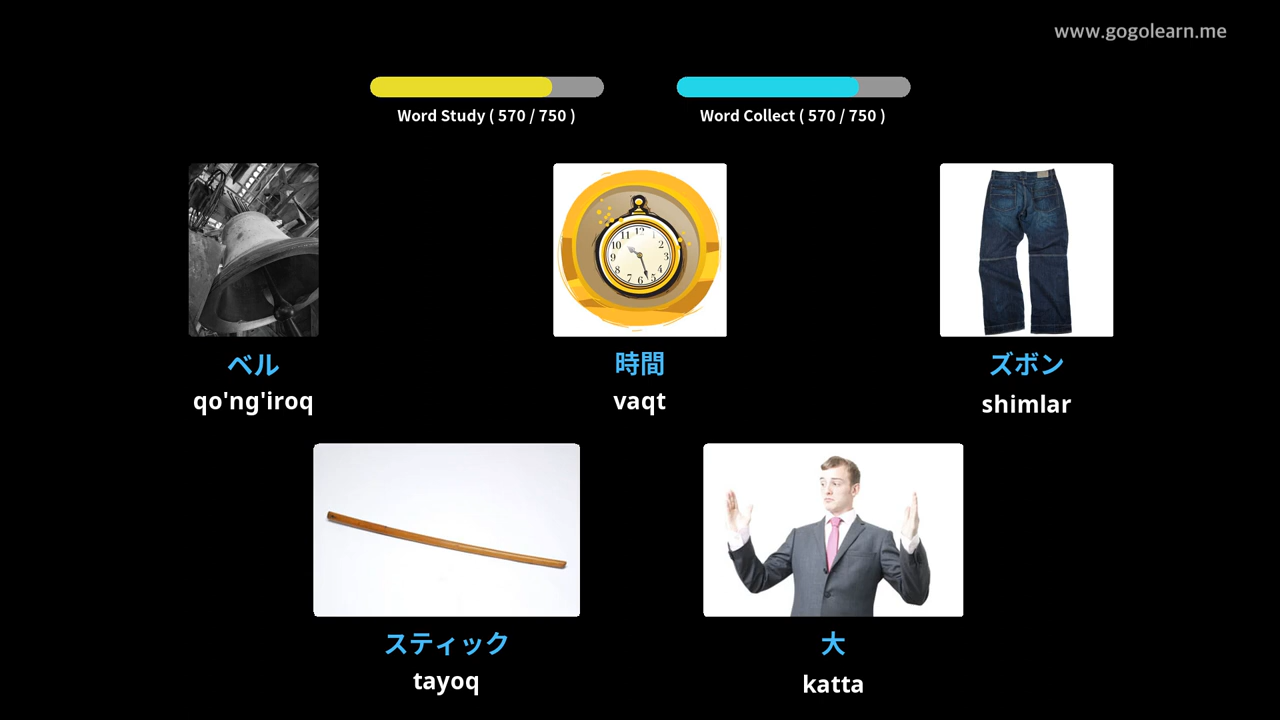 www.gogolearn.me
Word Study ( 570 / 750 )
Word Collect ( 570 / 750 )
ベル
qo'ng'iroq
時間
vaqt
ズボン
shimlar
スティック
tayoq
大
katta